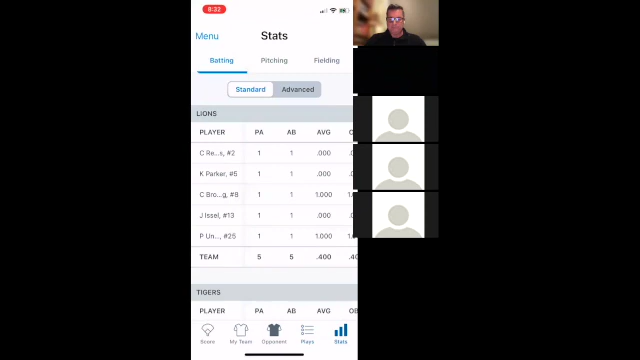 8:32
Menu Stats
Batting Pitching Fielding
Standard Advanced
LIONS
PLAYER PA AB AVG
C Re...s, #2 1 1 .000
K Parker, #5 1 1 .000
C Bro...g, #8 1 1 1.000
J Issel, #13 1 1 .000
P Un..., #25 1 1 1.000
TEAM 5 5 .400 .40
TIGERS
PLAYER PA AB AVG OB
Score My Team Opponent Plays Stats